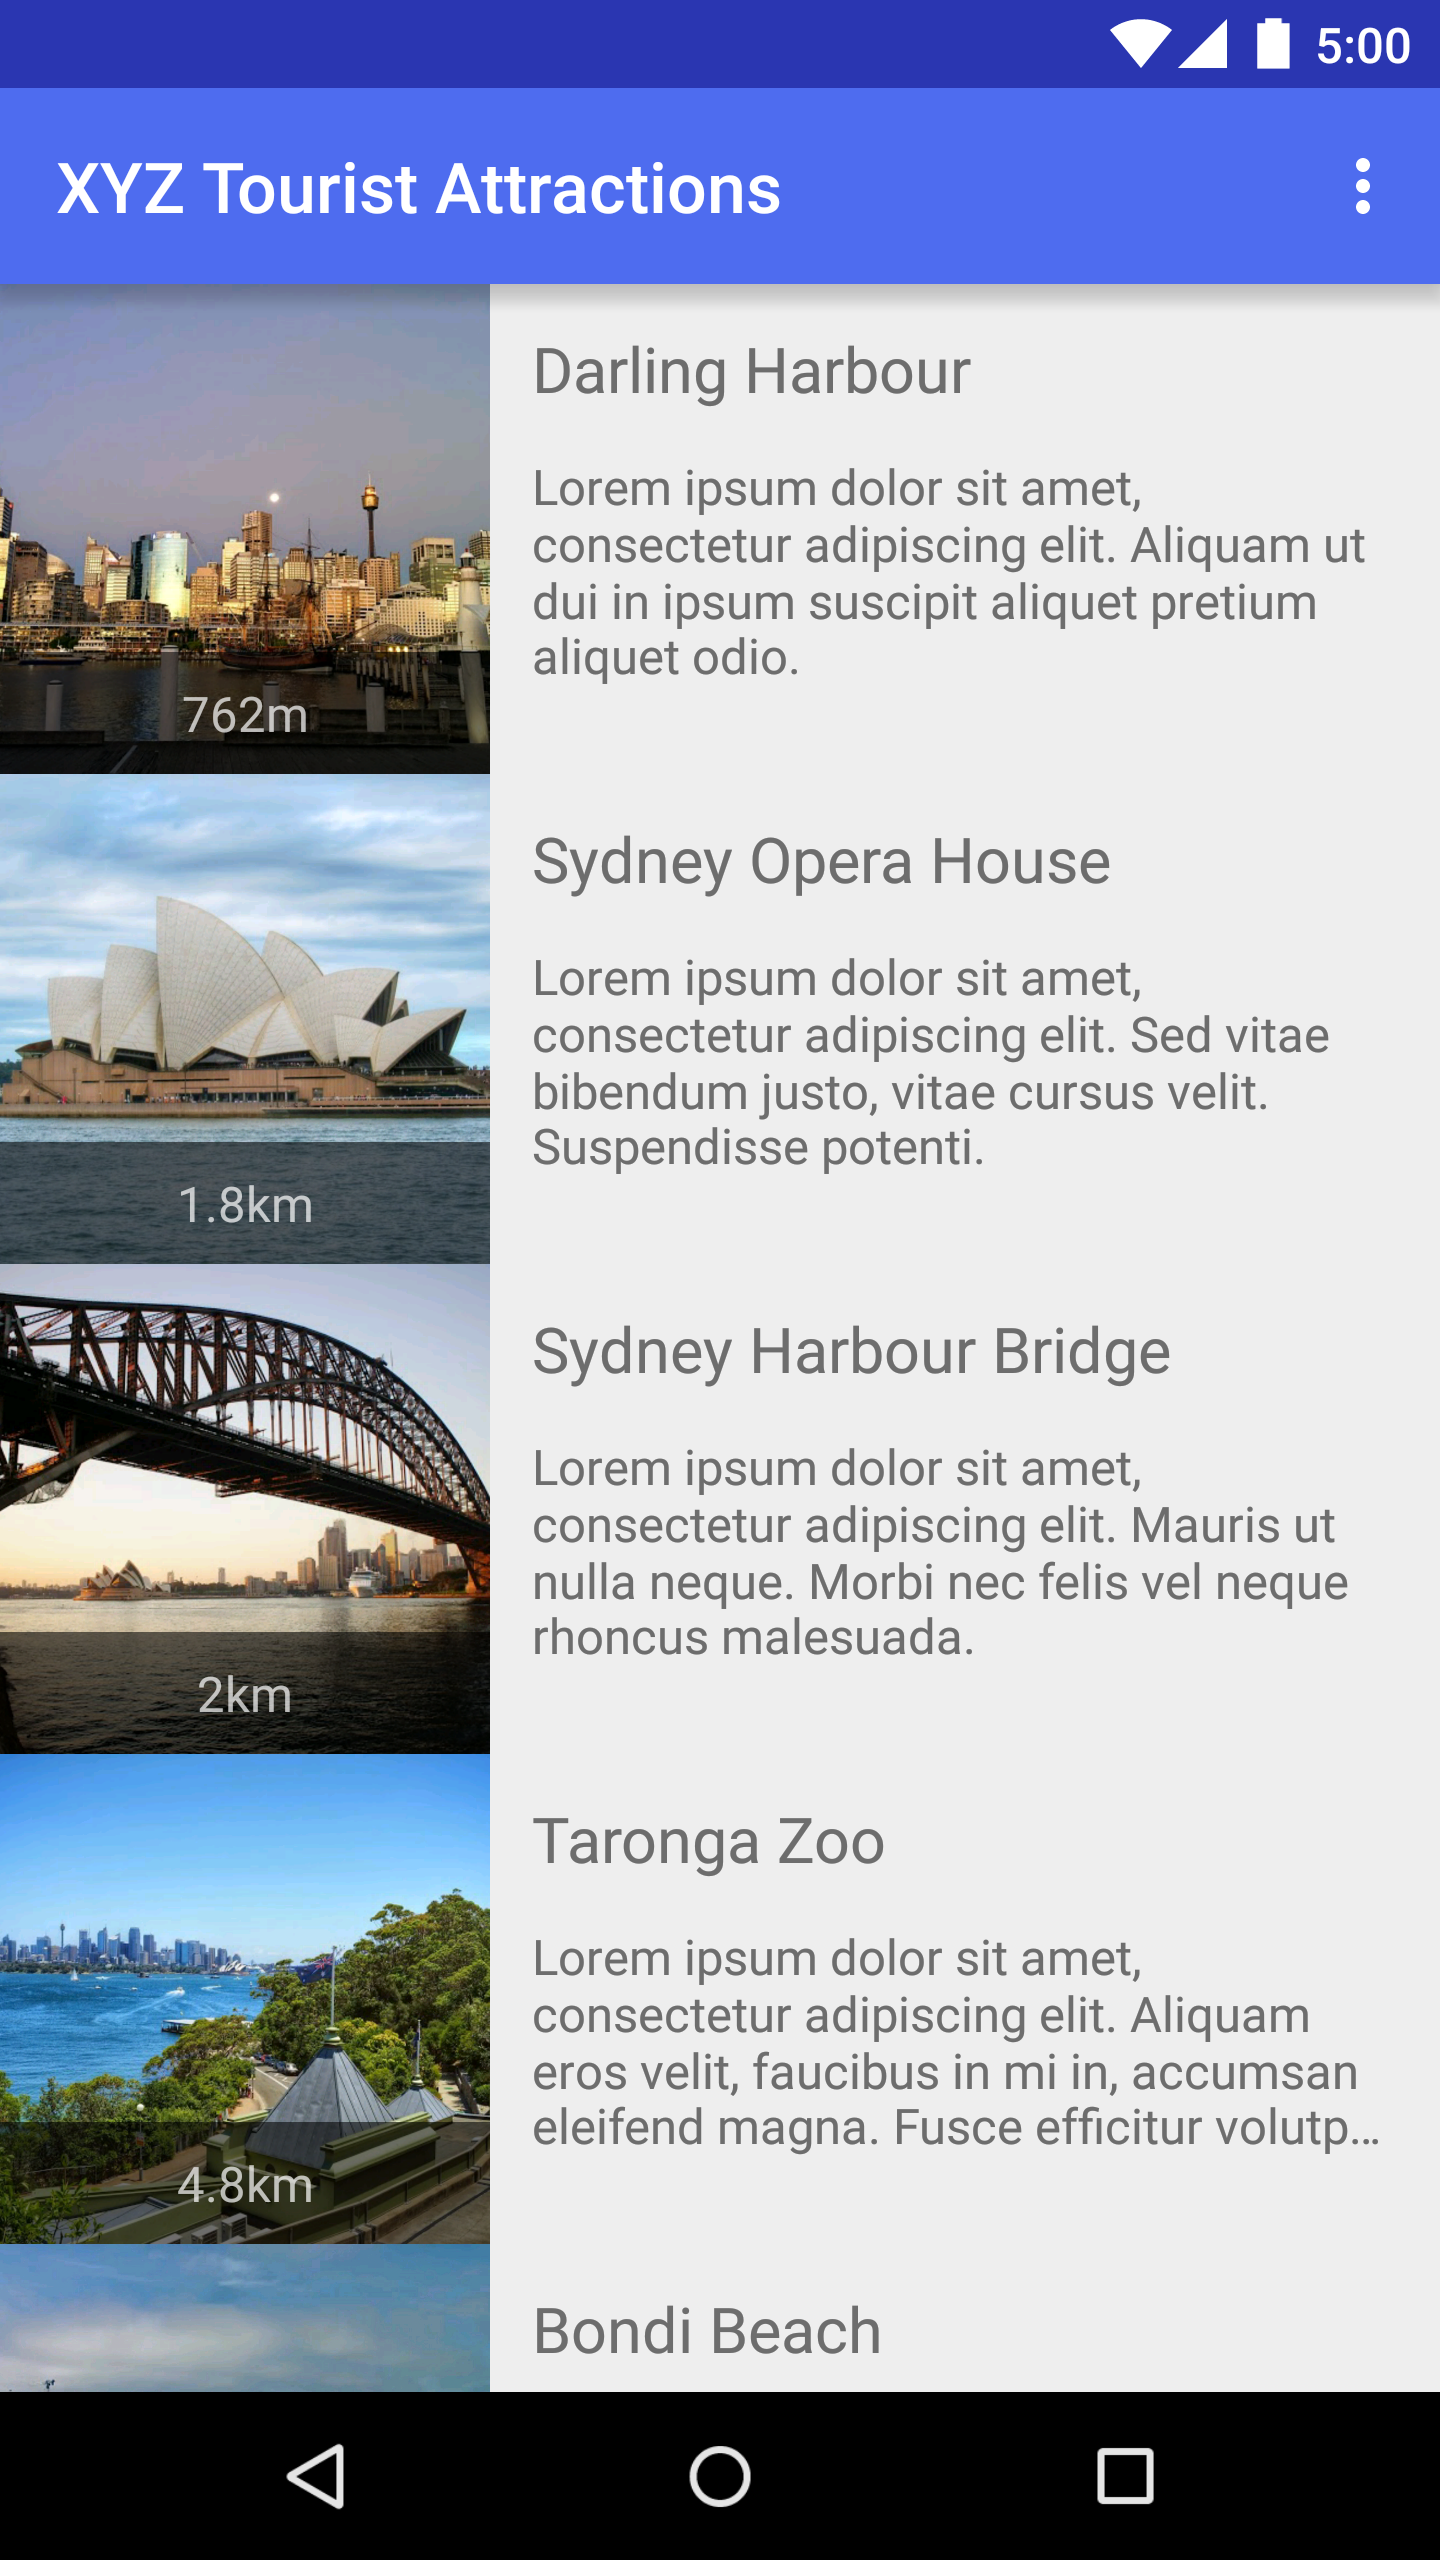 5:00
XYZ Tourist Attractions
Darling Harbour
Lorem ipsum dolor sit amet,
consectetur adipiscing elit. Aliquam ut
dui in ipsum suscipit aliquet pretium
aliquet odio.
762m
Sydney Opera House
Lorem ipsum dolor sit amet,
consectetur adipiscing elit. Sed vitae
bibendum justo, vitae cursus velit.
Suspendisse potenti.
1.8km
Sydney Harbour Bridge
Lorem ipsum dolor sit amet,
consectetur adipiscing elit. Mauris ut
nulla neque. Morbi nec felis vel neque
rhoncus malesuada.
2km
Taronga Zoo
Lorem ipsum dolor sit amet,
consectetur adipiscing elit. Aliquam
eros velit, faucibus in mi in, accumsan
eleifend magna. Fusce efficitur volutp…
4.8km
Bondi Beach